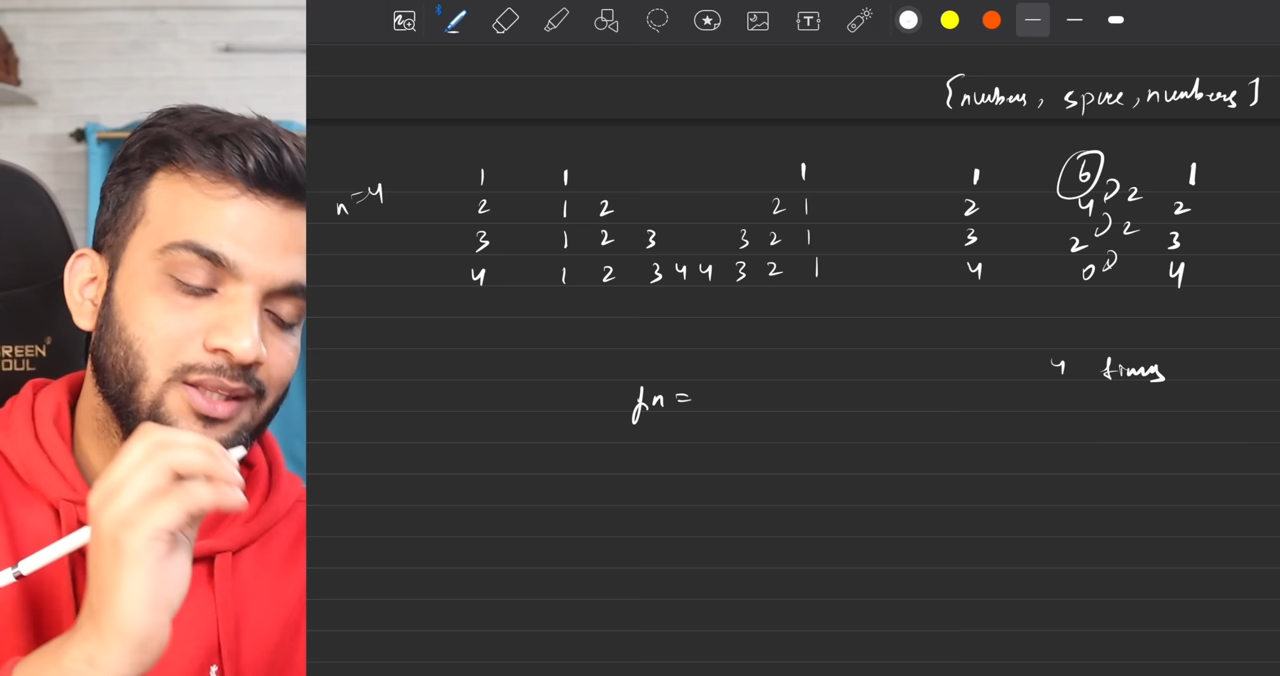 [numbers, space, numbers]
n=4
1 1 1 1 6 1
2 1 2 2 1 2 4 2 2
3 1 2 3 3 2 1 3 2 2 3
4 1 2 3 4 4 3 2 1 4 0 4
4 times
REEN
OUL